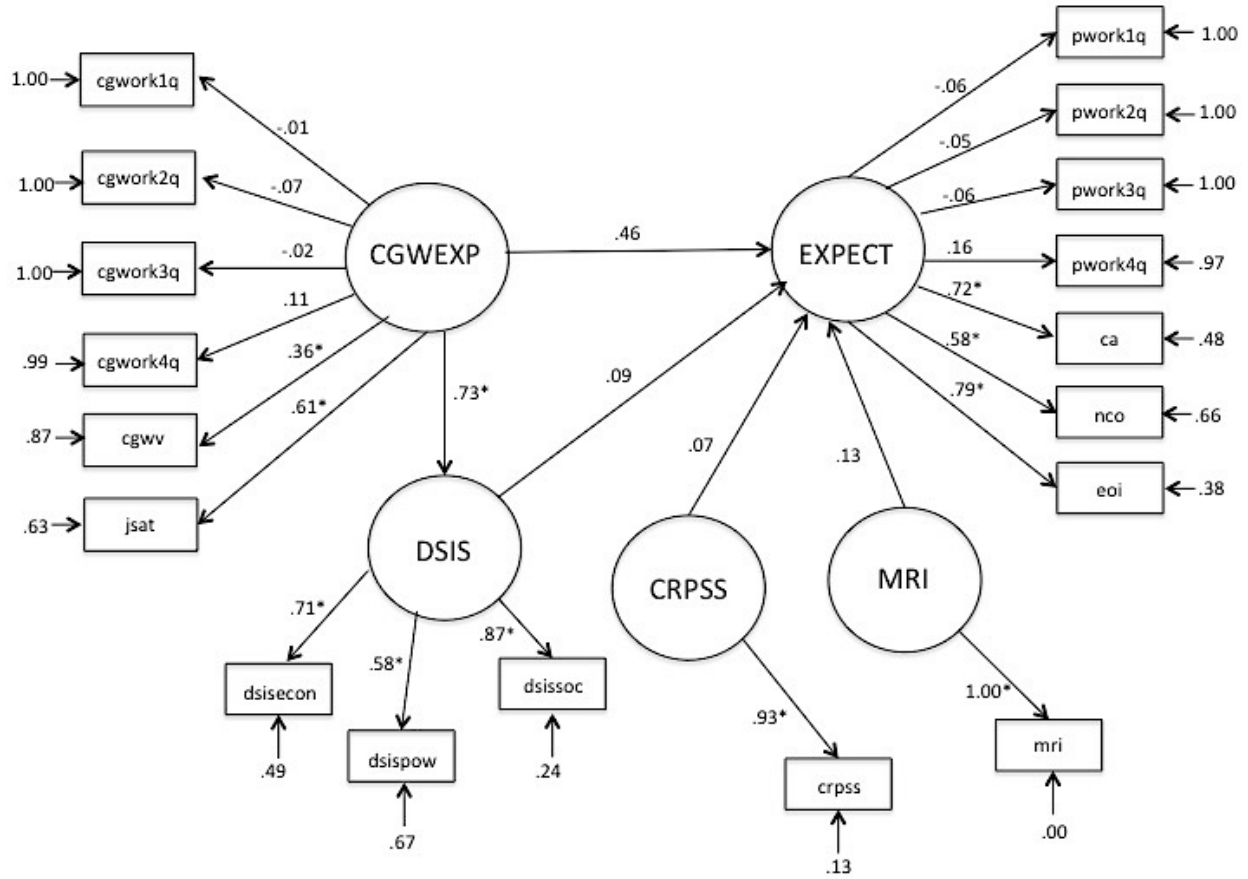 pwork1q
1.00
1.00
cgwork1q
-.06
-.01
pwork2q
1.00
-.05
1.00
cgwork2q
-.07
pwork3q
1.00
-.06
CGWEXP
.46
EXPECT
-.02
1.00
cgwork3q
.16
pwork4q
.97
.11
.72*
.99
cgwork4q
.36*
.73*
.09
.58*
ca
.48
.61*
.79*
nco
.66
.87
cgwv
.07
.13
eoi
.38
.63
jsat
DSIS
CRPSS
MRI
.71*
.58*
.87*
dsisecon
dsissoc
1.00*
.93*
mri
.49
dsispow
.24
crpss
.67
.00
.13